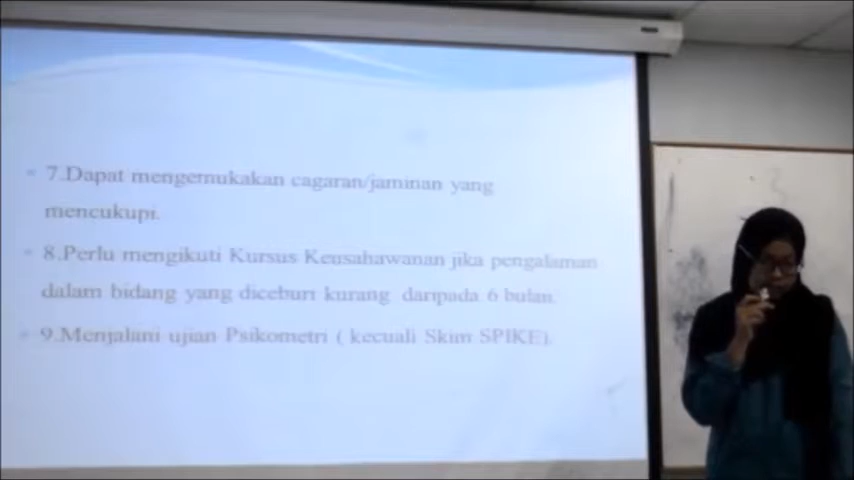 7.Dapat mengemukakan cagaran/jaminan yang
mencukupi.
8.Perlu mengikuti Kursus Keusahawanan jika pengalaman
dalam bidang yang diceburi kurang daripada 6 bulan.
9.Menjalani ujian Psikometri ( kecuali Skim SPIKE).